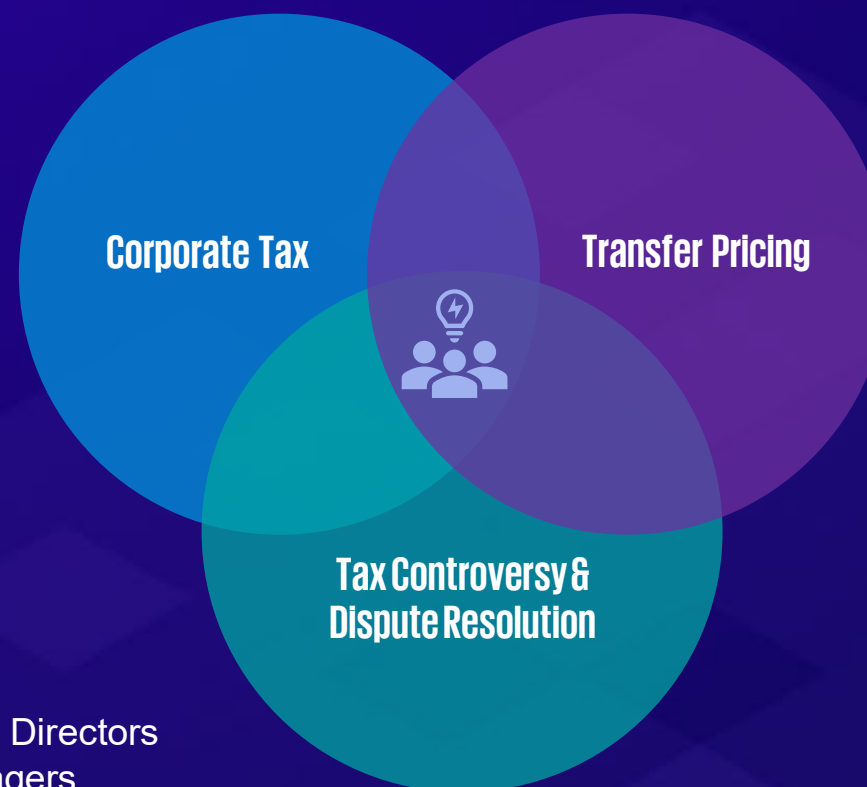 Corporate Tax
Transfer Pricing
Tax Controversy &
Dispute Resolution
Directors